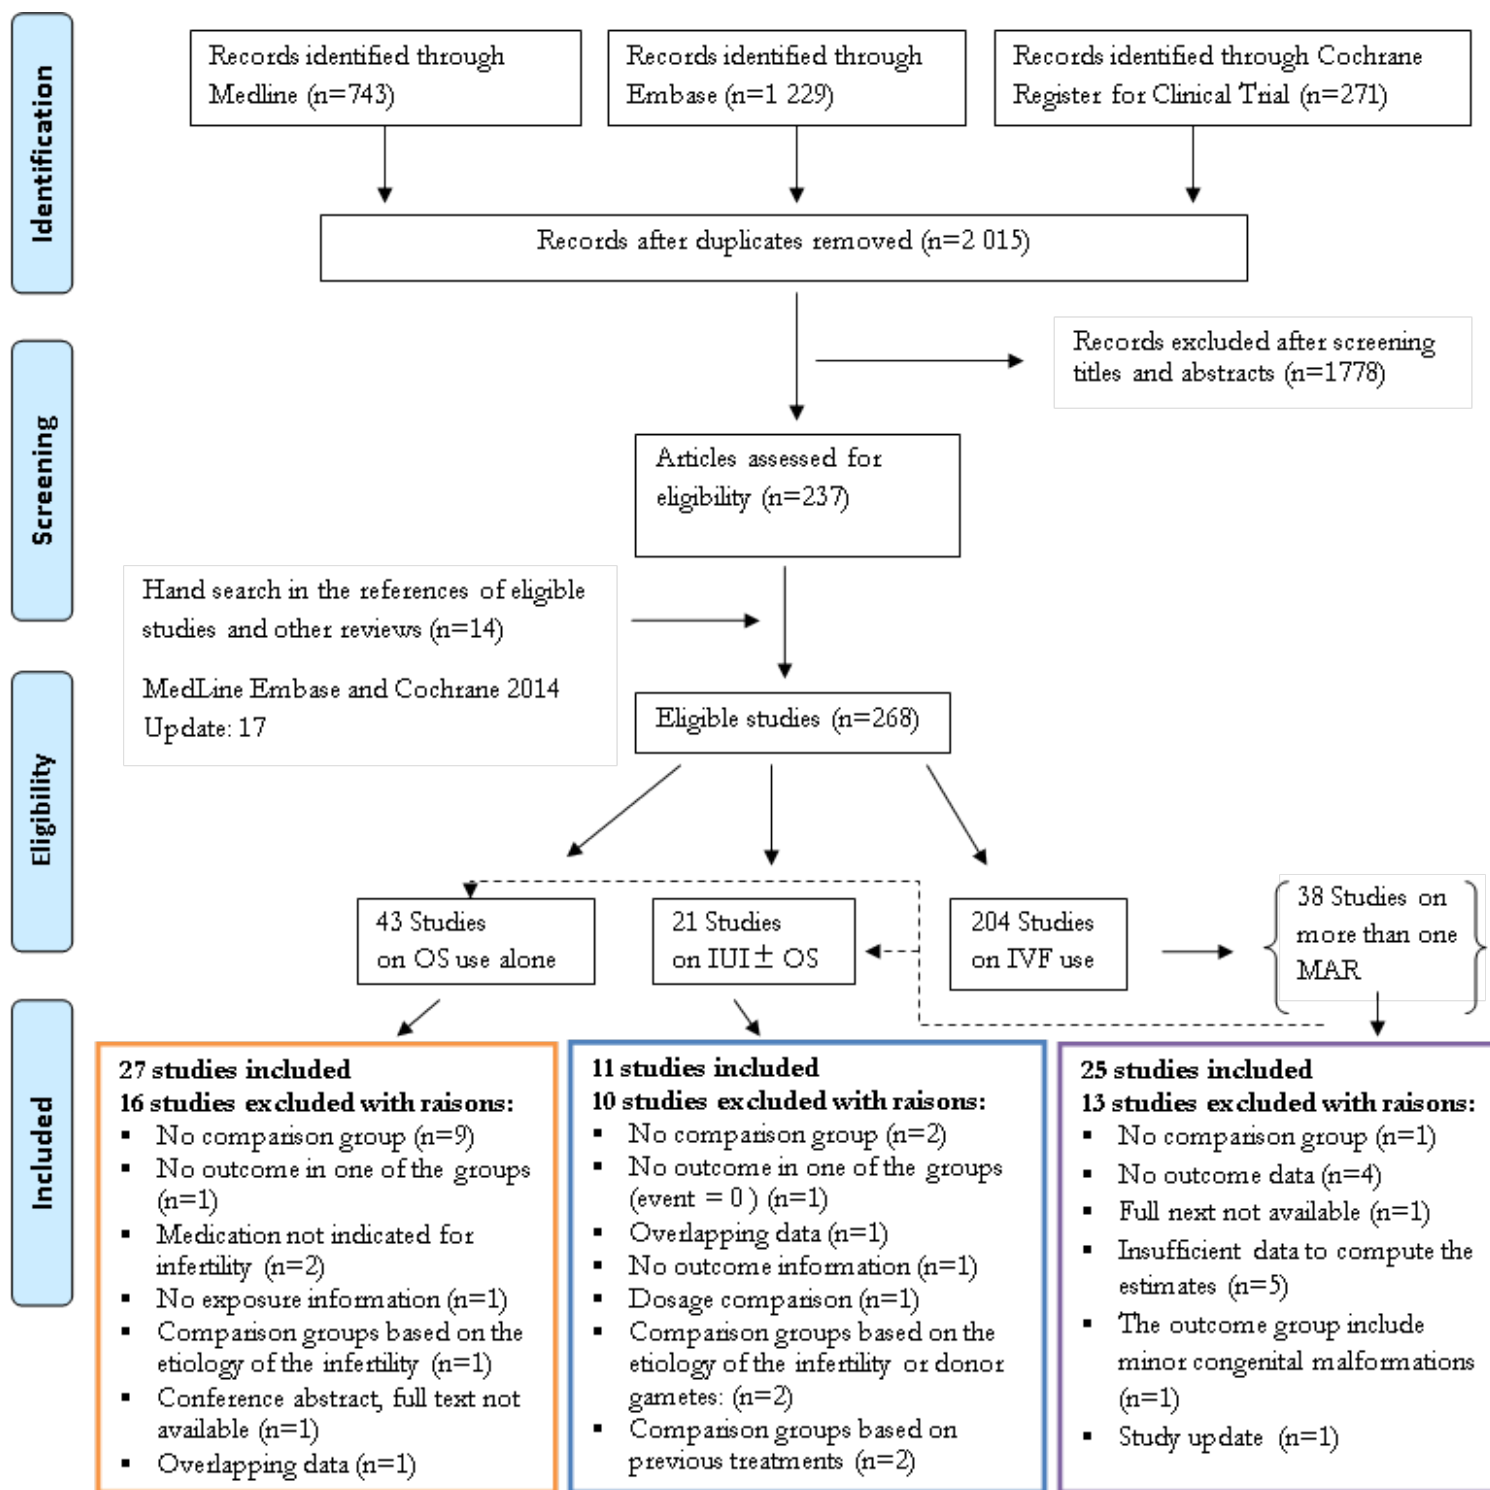 Identification
Records identified through
Medline (n=743)
Records identified through
Embase (n=1 229)
Records identified through Cochrane
Register for Clinical Trial (n=271)
Records after duplicates removed (n=2 015)
Screening
Records excluded after screening
titles and abstracts (n=1778)
Articles assessed for
eligibility (n=237)
Hand search in the references of eligible
studies and other reviews (n=14)
MedLine Embase and Cochrane 2014
Update: 17
Eligibility
Eligible studies (n=268)
43 Studies
on OS use alone
21 Studies
on IUI ± OS
204 Studies
on IVF use
38 Studies on
more than one
MAR
Included
27 studies included
16 studies excluded with raisons:
▪ No comparison group (n=9)
▪ No outcome in one of the groups
(n=1)
▪ Medication not indicated for
infertility (n=2)
▪ No exposure information (n=1)
▪ Comparison groups based on the
etiology of the infertility (n=1)
▪ Conference abstract, full text not
available (n=1)
▪ Overlapping data (n=1)
11 studies included
10 studies excluded with raisons:
▪ No comparison group (n=2)
▪ No outcome in one of the groups
(event = 0 ) (n=1)
▪ Overlapping data (n=1)
▪ No outcome information (n=1)
▪ Dosage comparison (n=1)
▪ Comparison groups based on the
etiology of the infertility or donor
gametes: (n=2)
▪ Comparison groups based on
previous treatments (n=2)
25 studies included
13 studies excluded with raisons:
▪ No comparison group (n=1)
▪ No outcome data (n=4)
▪ Full next not available (n=1)
▪ Insufficient data to compute the
estimates (n=5)
▪ The outcome group include
minor congenital malformations
(n=1)
▪ Study update (n=1)